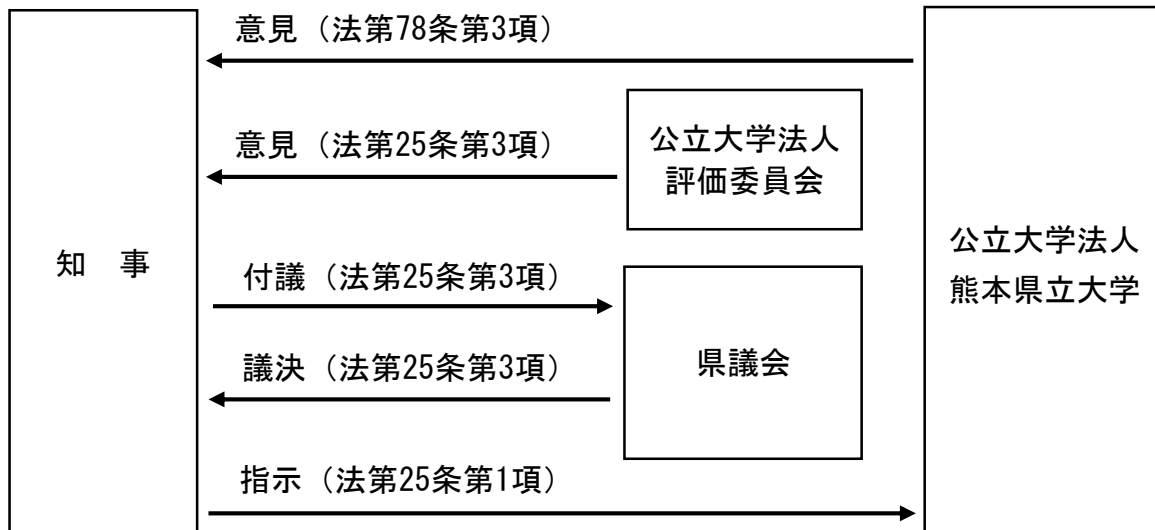 意見（法第78条第3項）
意見（法第25条第3項）
公立大学法人
評価委員会
知　事
付議（法第25条第3項）
議決（法第25条第3項）
県議会
指示（法第25条第1項）
公立大学法人
熊本県立大学